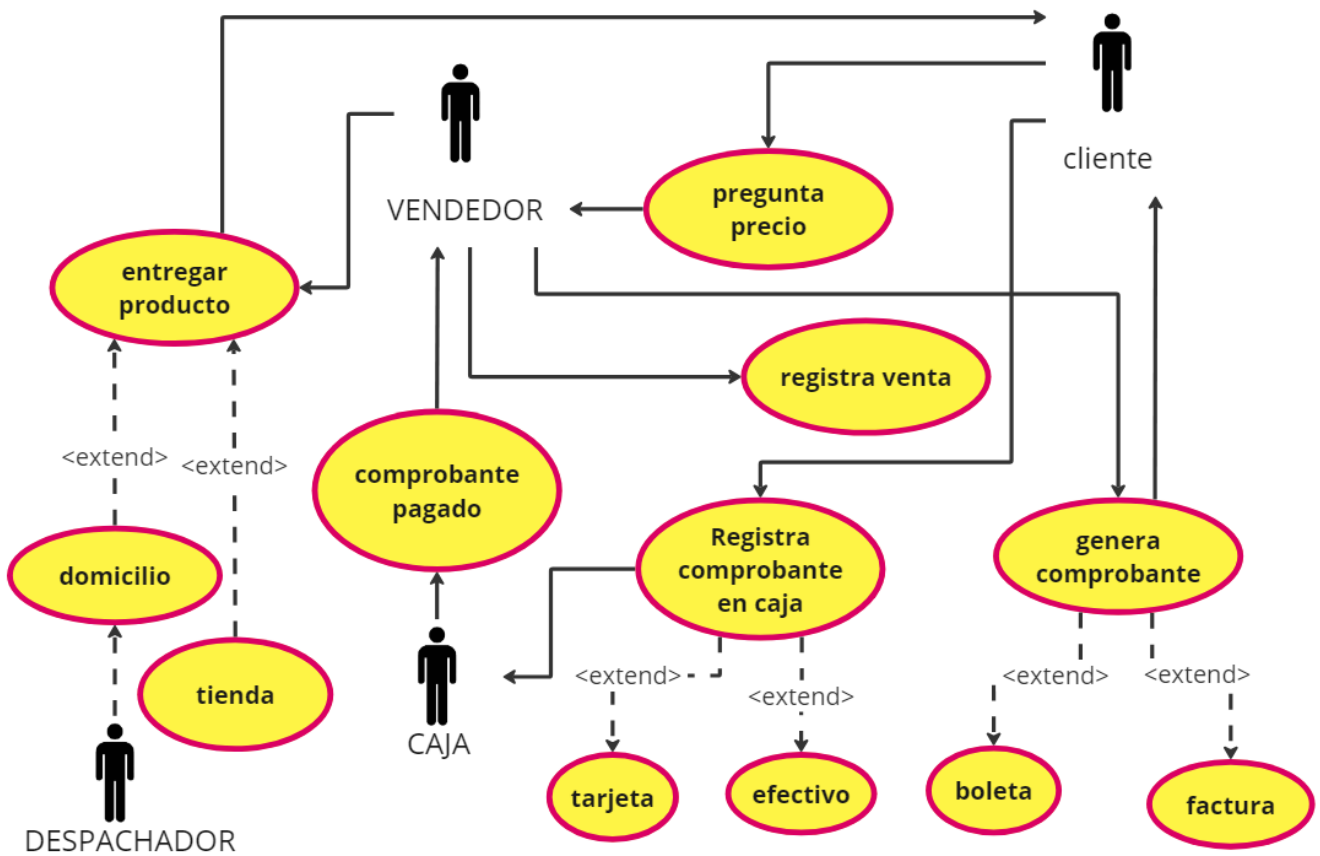 cliente
VENDEDOR
pregunta
precio
entregar
producto
registra venta
<extend>
<extend>
comprobante
pagado
Registra
comprobante
en caja
genera
comprobante
domicilio
tienda
<extend>
<extend>
<extend>
<extend>
CAJA
tarjeta
efectivo
boleta
factura
DESPACHADOR